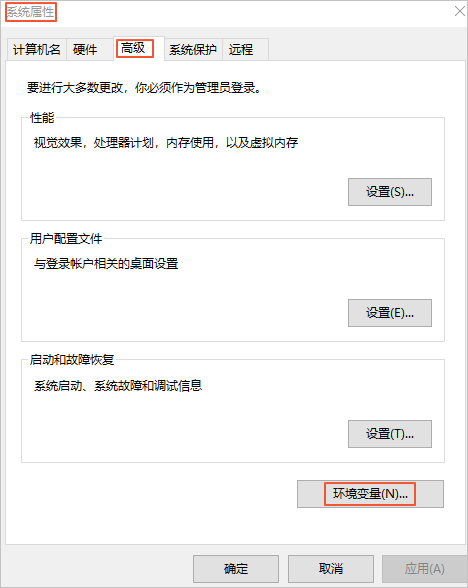 系统属性
计算机名 硬件 高级 系统保护 远程
要进行大多数更改，你必须作为管理员登录。
性能
视觉效果，处理器计划，内存使用，以及虚拟内存
设置(S)...
用户配置文件
与登录帐户相关的桌面设置
设置(E)...
启动和故障恢复
系统启动、系统故障和调试信息
设置(T)...
环境变量(N)...
确定 取消 应用(A)